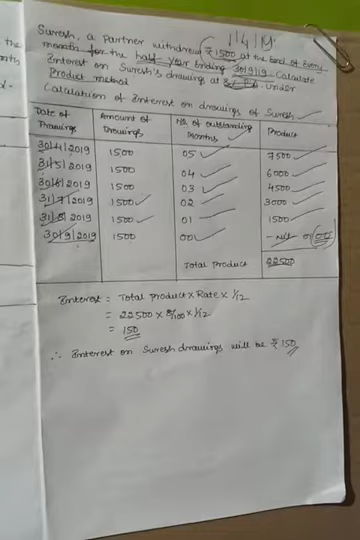 1/4/M
Suresh, a partner withdrew ₹1500 at the end of Every
month for the half-year Ending 30/9/19 Calculate
Interest on Suresh's drawings at under
Product method
Calculation of Interest on drawings of Suresh
Date of Drawings Amount of Drawings No of outstanding Months Product
30/4/2019 1500 05 7500
31/5/2019 1500 04 6000
30/6/2019 1500 03 4500
31/7/2019 1500 02 3000
31/8/2019 1500 01 1500
30/9/2019 1500 00 - Nil - or 00
Total product 22500
Interest = Total product x Rate x 1/12
= 22500 x 8/100 x 1/12
= 150
∴ Interest on Suresh drawings will be ₹150
the